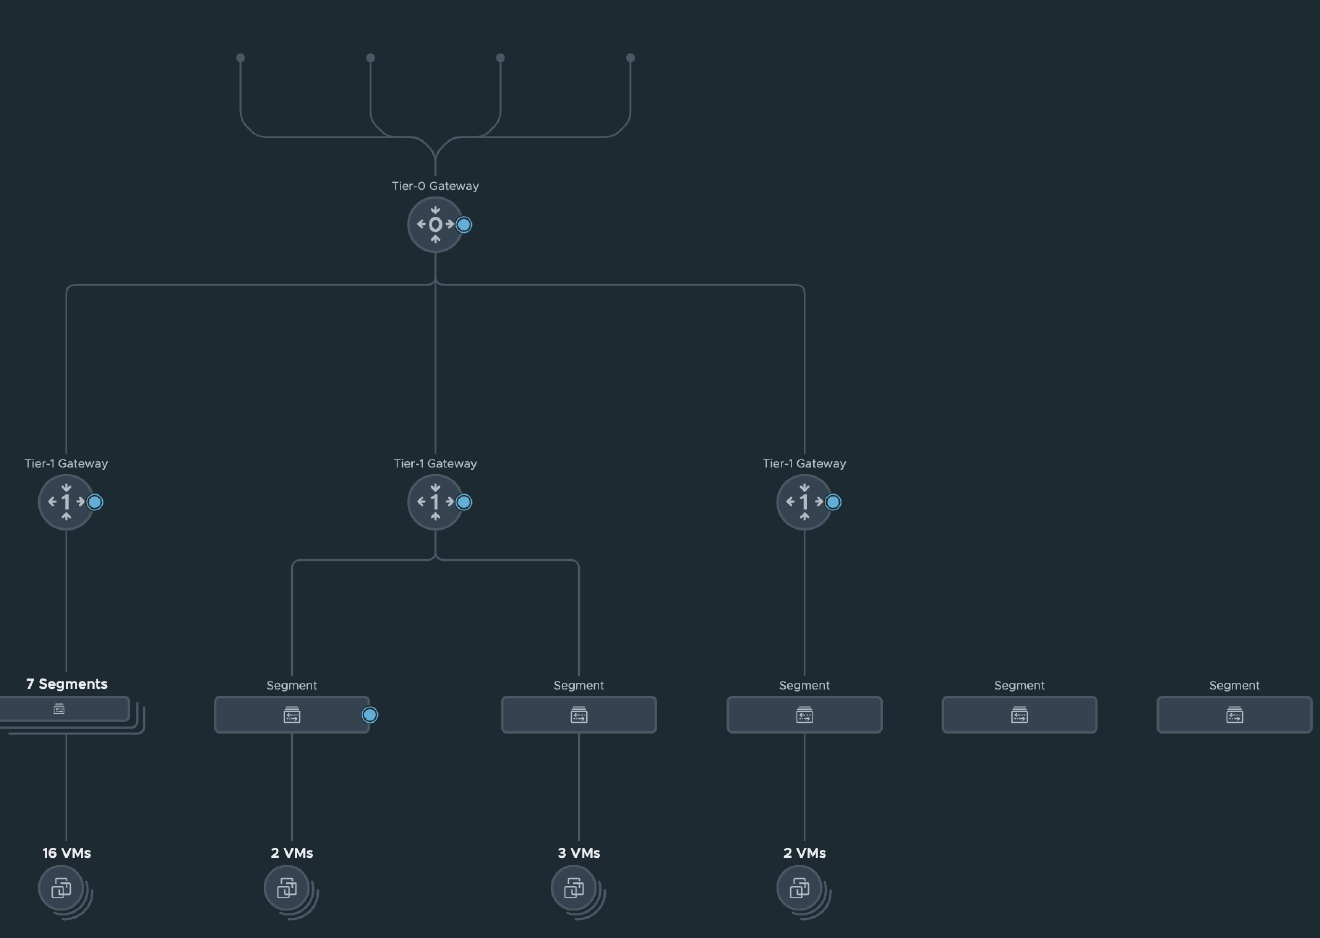 Tier-0 Gateway
0
Tier-1 Gateway
Tier-1 Gateway
Tier-1 Gateway
1
1
1
7 Segments
Segment
Segment
Segment
Segment
Segment
16 VMs
2 VMs
3 VMs
2 VMs